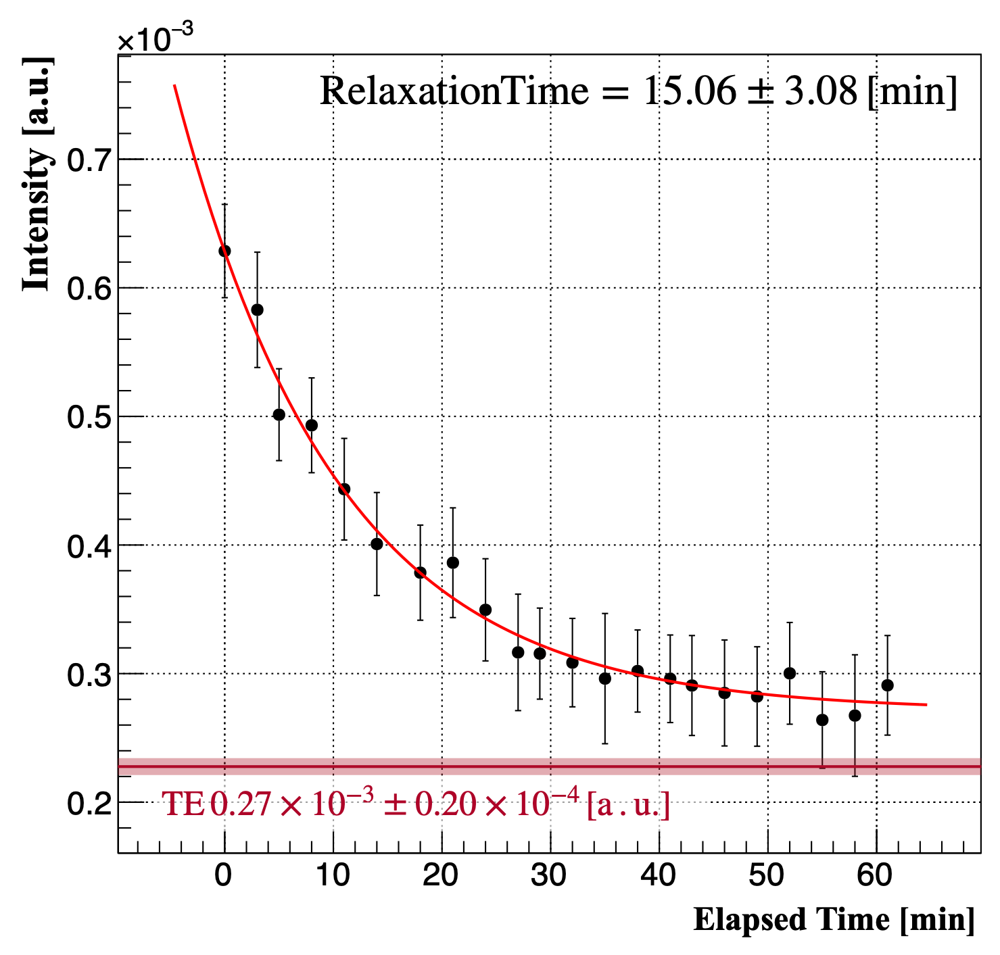 ×10⁻³
Intensity [a.u.]
RelaxationTime = 15.06 ± 3.08 [min]
0.7
0.6
0.5
0.4
0.3
0.2
TE 0.27 × 10⁻³ ± 0.20 × 10⁻⁴ [a . u.]
0 10 20 30 40 50 60
Elapsed Time [min]